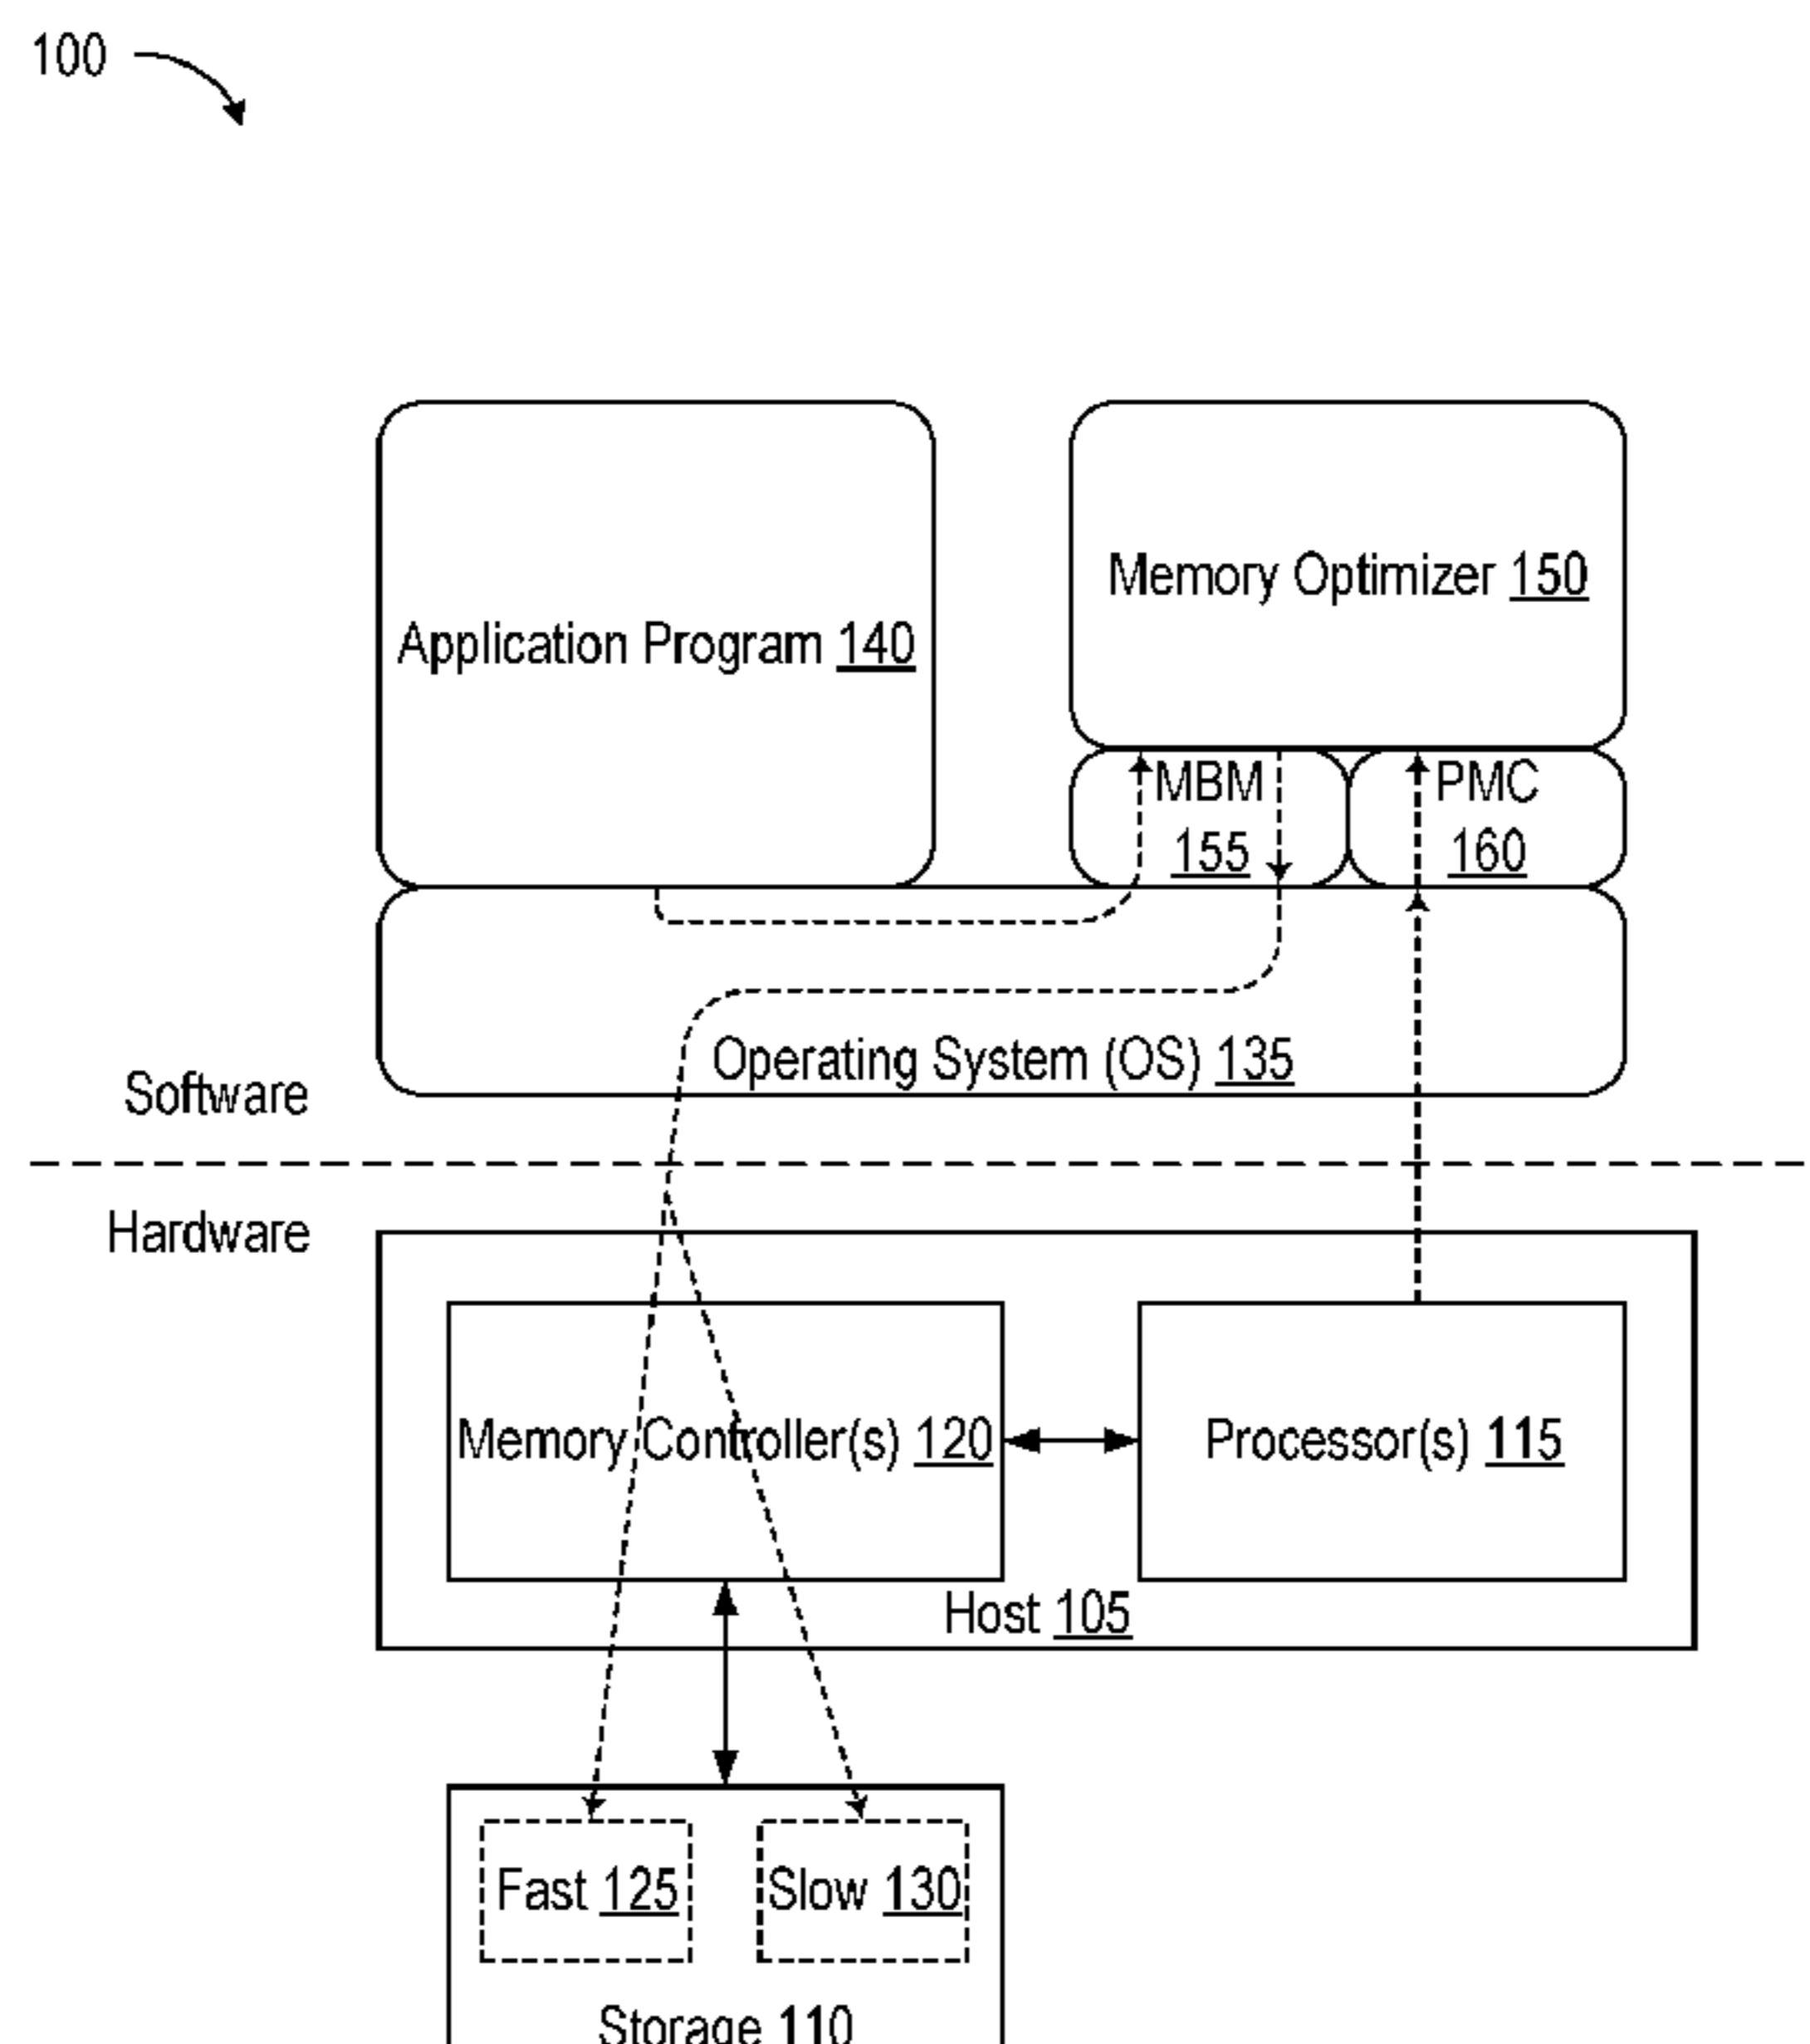 100
Application Program 140
Memory Optimizer 150
MBM
155
PMC
160
Operating System (OS) 135
Software
Hardware
Memory Controller(s) 120
Processor(s) 115
Host 105
Fast 125
Slow 130
Storage 110